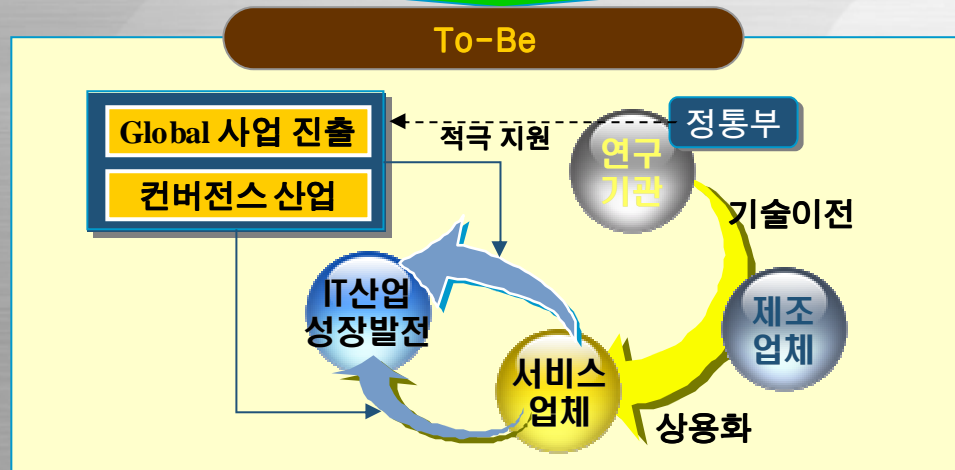 To-Be
Global 사업 진출
컨버전스 산업
적극 지원
정통부
연구
기관
기술이전
IT산업
성장발전
제조
업체
서비스
업체
상용화